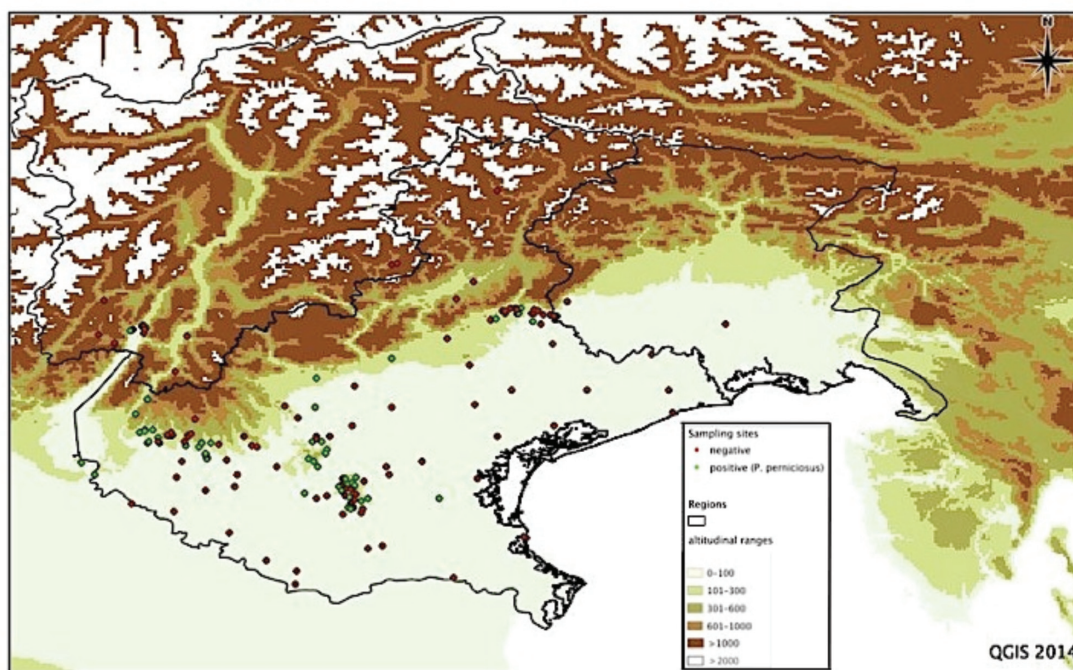 N
Sampling sites
negative
positive (P. perniciosus)
Regions
altitudinal ranges
0-100
101-300
301-600
601-1000
>1000
>2000
QGIS 2014